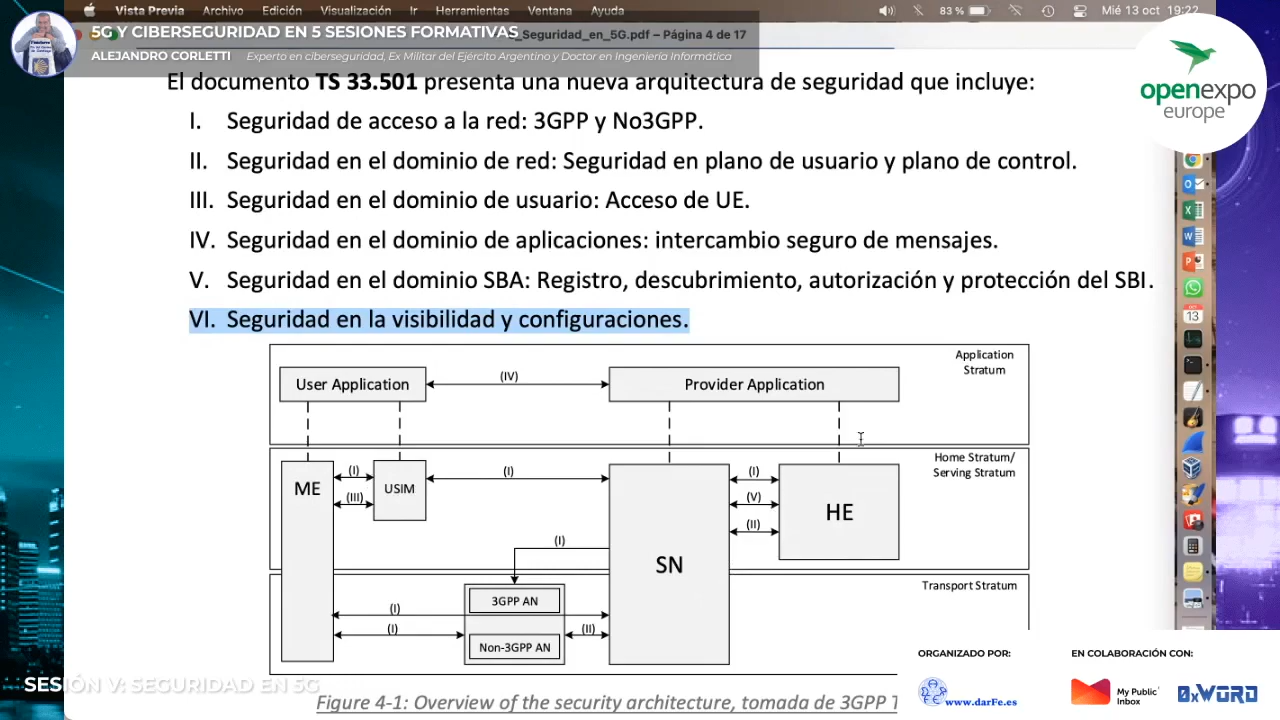 Vista Previa Archivo Edición Visualización Ir Herramientas Ventana Ayuda 83 % Mié 13 oct 19:22
5G Y CIBERSEGURIDAD EN 5 SESIONES FORMATIVAS
_Seguridad_en_5G.pdf – Página 4 de 17
ALEJANDRO CORLETTI Experto en ciberseguridad, Ex Militar del Ejército Argentino y Doctor en Ingeniería Informática
openexpo
europe
El documento TS 33.501 presenta una nueva arquitectura de seguridad que incluye:
I. Seguridad de acceso a la red: 3GPP y No3GPP.
II. Seguridad en el dominio de red: Seguridad en plano de usuario y plano de control.
III. Seguridad en el dominio de usuario: Acceso de UE.
IV. Seguridad en el dominio de aplicaciones: intercambio seguro de mensajes.
V. Seguridad en el dominio SBA: Registro, descubrimiento, autorización y protección del SBI.
VI. Seguridad en la visibilidad y configuraciones.
13
Application
Stratum
User Application (IV) Provider Application
Home Stratum/
Serving Stratum
ME (I) USIM (I) SN (I) HE
(III) (V)
(II)
(I)
Transport Stratum
3GPP AN
(I)
(I) (II)
Non-3GPP AN
SESIÓN V: SEGURIDAD EN 5G
Figure 4-1: Overview of the security architecture, tomada de 3GPP T
ORGANIZADO POR:
www.darFe.es
EN COLABORACIÓN CON:
My Public
Inbox
0xWORD